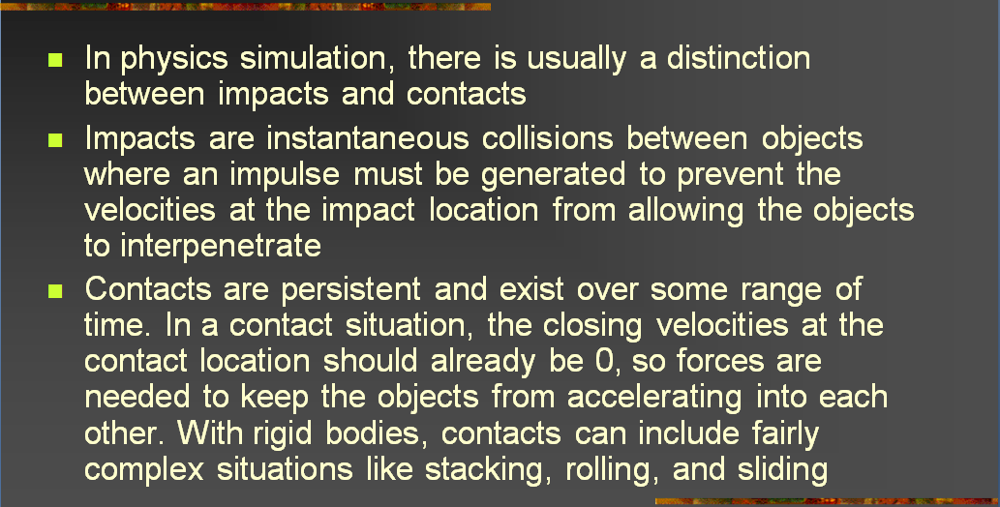 In physics simulation, there is usually a distinction
between impacts and contacts
Impacts are instantaneous collisions between objects
where an impulse must be generated to prevent the
velocities at the impact location from allowing the objects
to interpenetrate
Contacts are persistent and exist over some range of
time. In a contact situation, the closing velocities at the
contact location should already be 0, so forces are
needed to keep the objects from accelerating into each
other. With rigid bodies, contacts can include fairly
complex situations like stacking, rolling, and sliding